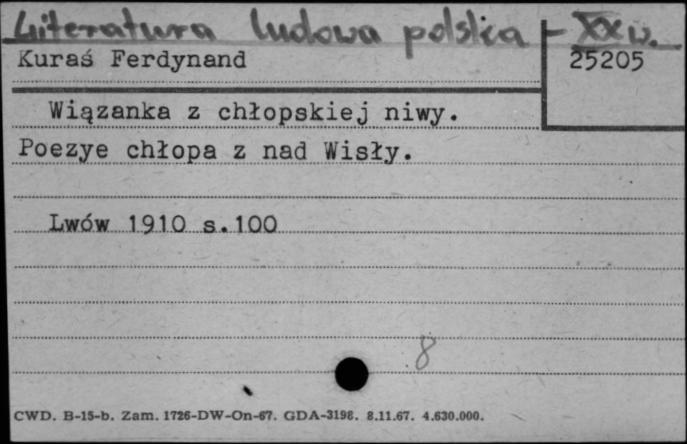 Literatura ludowa polska - XX w.
Kuraś Ferdynand
25205
Wiązanka z chłopskiej niwy.
Poezye chłopa z nad Wisły.
Lwów 1910 s.100
8
CWD. B-15-b. Zam. 1726-DW-On-67. GDA-3198. 8.11.67. 4.630.000.